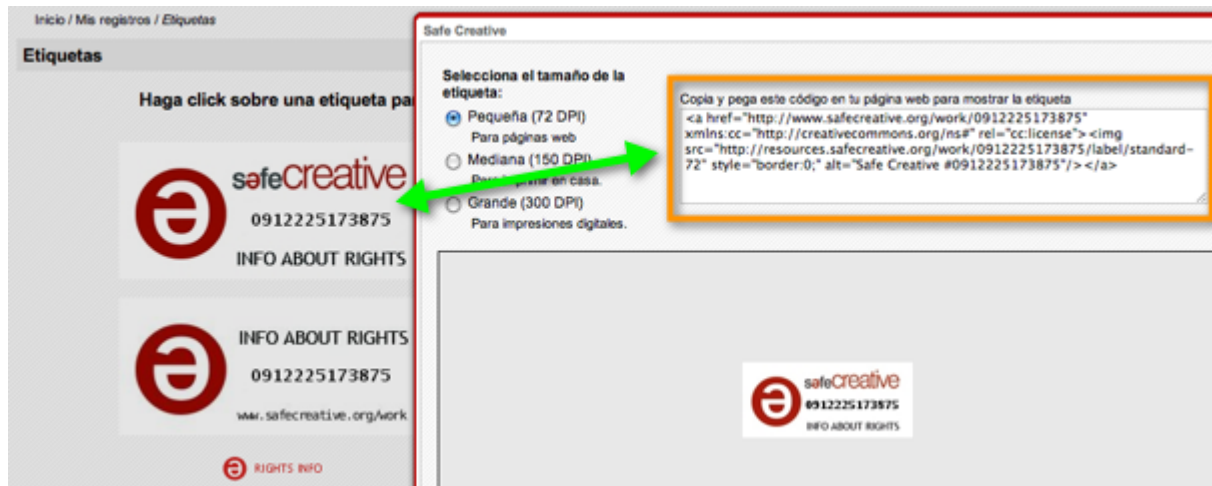 Inicio / Mis registros / Etiquetas
Etiquetas
Haga click sobre una etiqueta pa
safecreative
0912225173875
INFO ABOUT RIGHTS
INFO ABOUT RIGHTS
0912225173875
www.safecreative.org/work
RIGHTS INFO
Safe Creative
Selecciona el tamaño de la
etiqueta:
Pequeña (72 DPI)
Para páginas web
Mediana (150 DPI)
Para imprimir en casa.
Grande (300 DPI)
Para impresiones digitales.
Copia y pega este código en tu página web para mostrar la etiqueta
<a href="http://www.safecreative.org/work/0912225173875"
xmlns:cc="http://creativecommons.org/ns#" rel="cc:license"><img
src="http://resources.safecreative.org/work/0912225173875/label/standard-
72" style="border:0;" alt="Safe Creative #0912225173875"/></a>
safecreative
0912225173875
INFO ABOUT RIGHTS